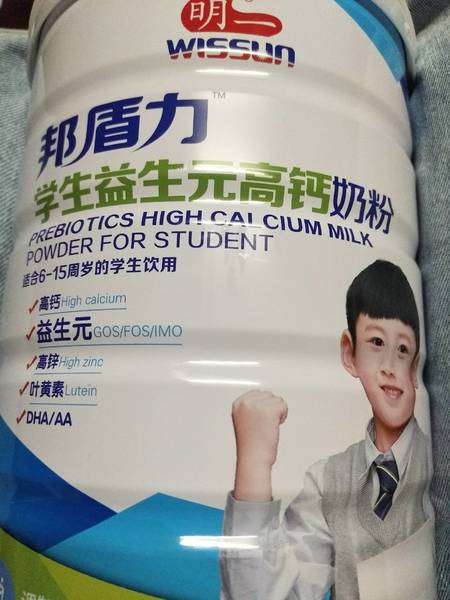 明一®
WISSUN
邦盾力™
学生益生元高钙奶粉
PREBIOTICS HIGH CALCIUM MILK
POWDER FOR STUDENT
适合6-15周岁的学生饮用
✓高钙High calcium
✓益生元GOS/FOS/IMO
✓高锌High zinc
✓叶黄素Lutein
✓DHA/AA